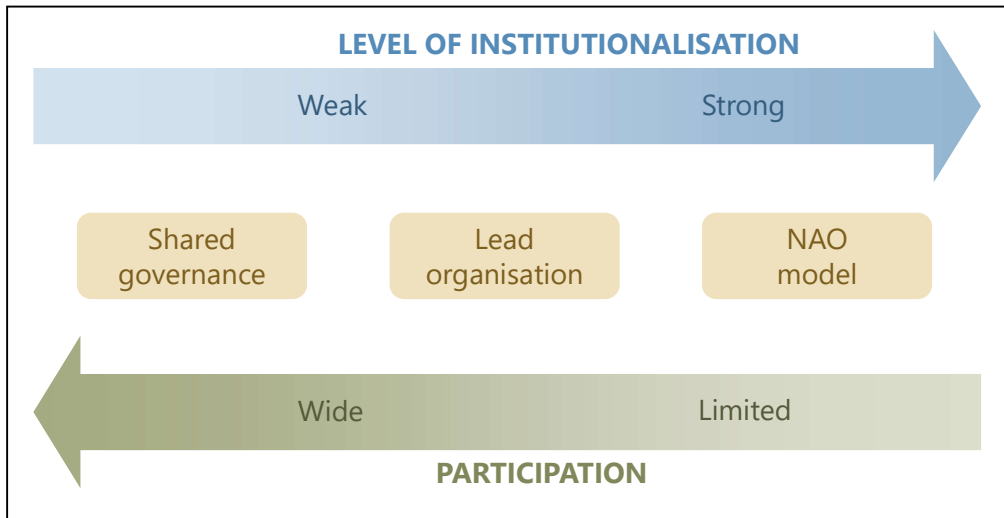 LEVEL OF INSTITUTIONALISATION
Weak Strong
Shared
governance
Lead
organisation
NAO
model
Wide Limited
PARTICIPATION